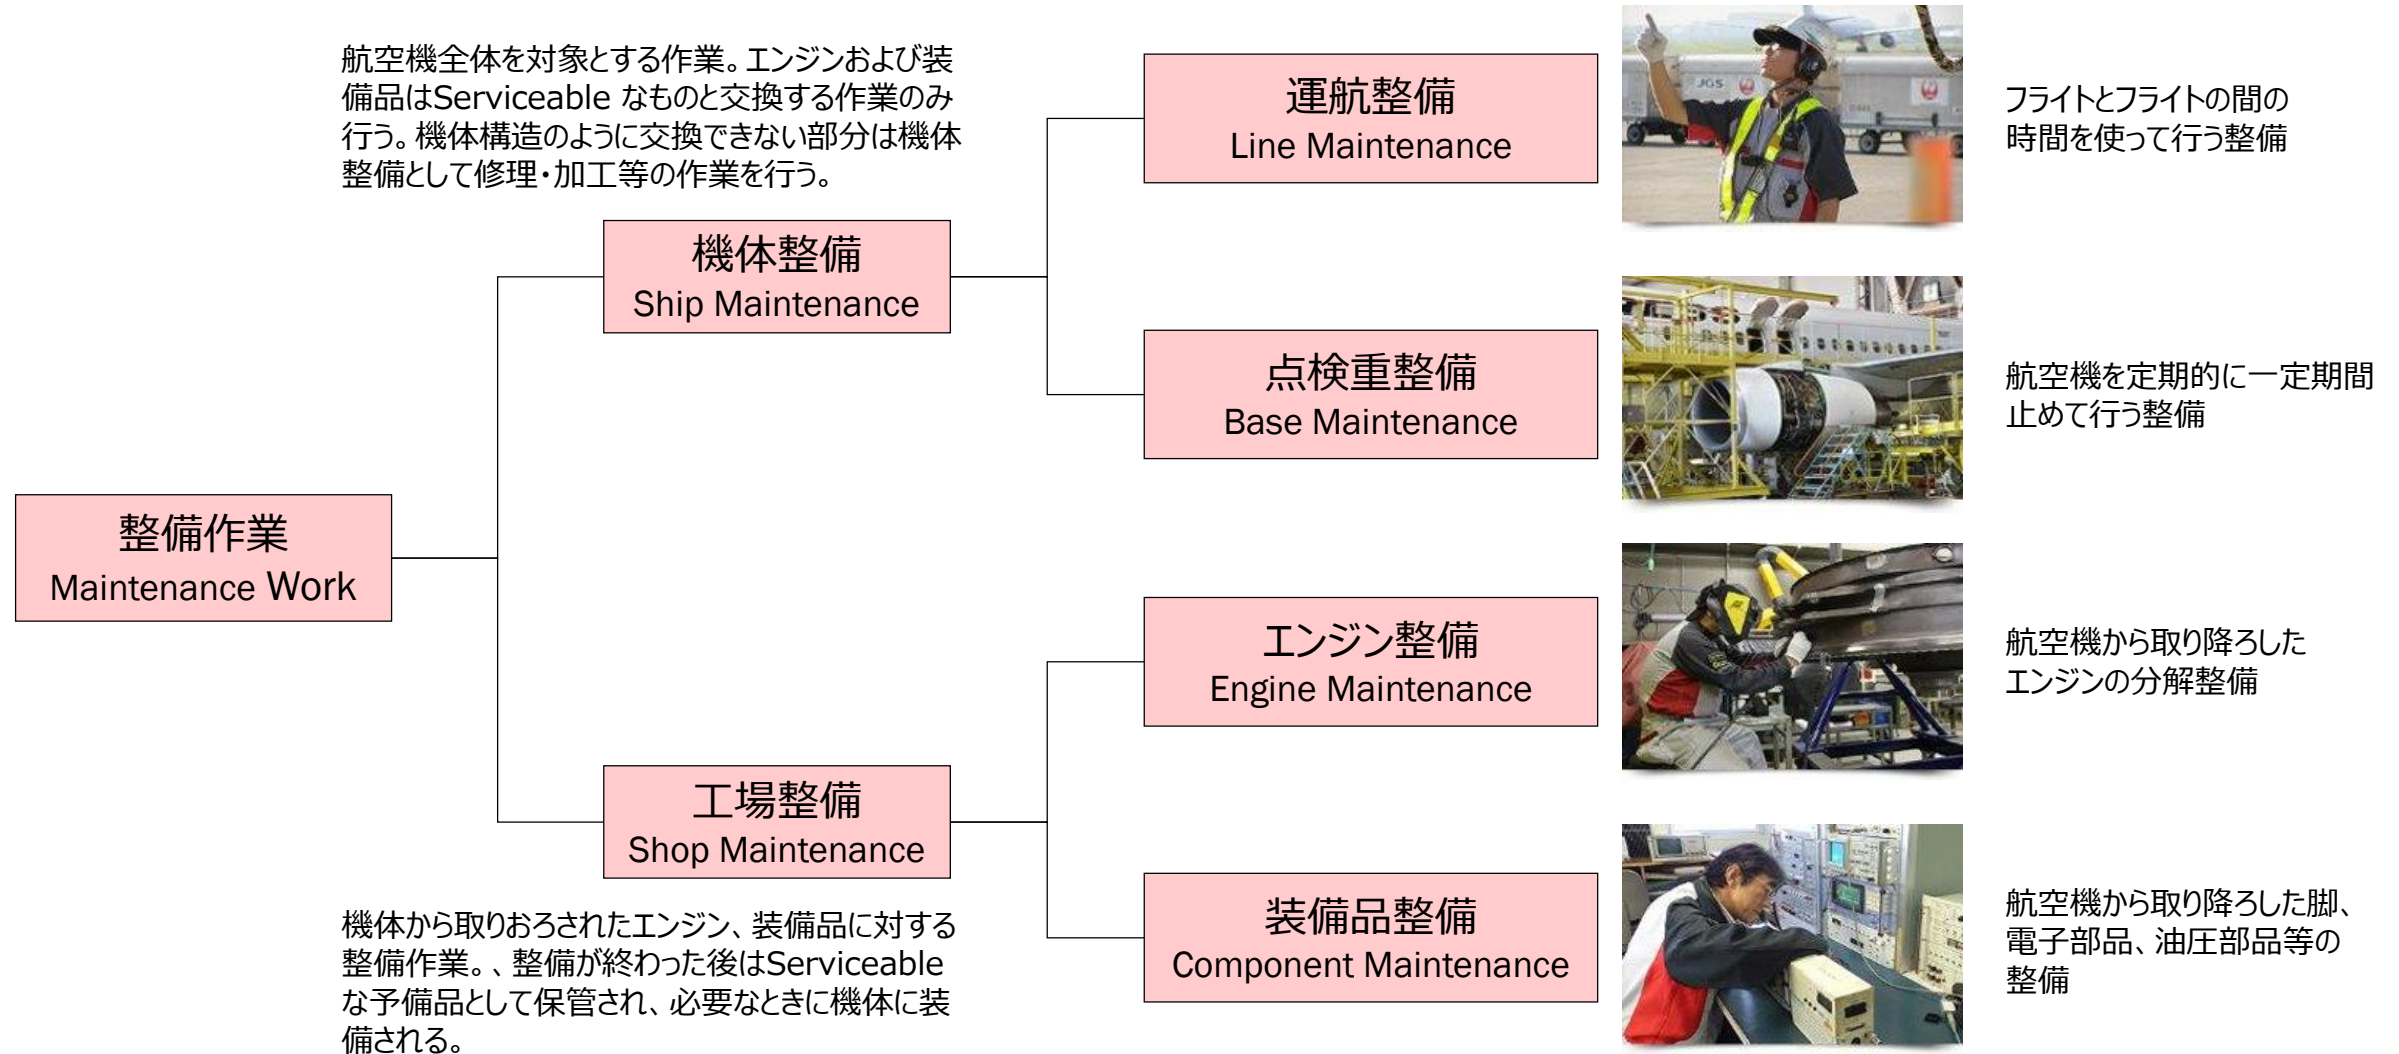 航空機全体を対象とする作業。エンジンおよび装
備品はServiceable なものと交換する作業のみ
行う。機体構造のように交換できない部分は機体
整備として修理・加工等の作業を行う。
運航整備
Line Maintenance
JGS
フライトとフライトの間の
時間を使って行う整備
機体整備
Ship Maintenance
点検重整備
Base Maintenance
航空機を定期的に一定期間
止めて行う整備
整備作業
Maintenance Work
エンジン整備
Engine Maintenance
航空機から取り降ろした
エンジンの分解整備
工場整備
Shop Maintenance
機体から取りおろされたエンジン、装備品に対する
整備作業。、整備が終わった後はServiceable
な予備品として保管され、必要なときに機体に装
備される。
装備品整備
Component Maintenance
航空機から取り降ろした脚、
電子部品、油圧部品等の
整備